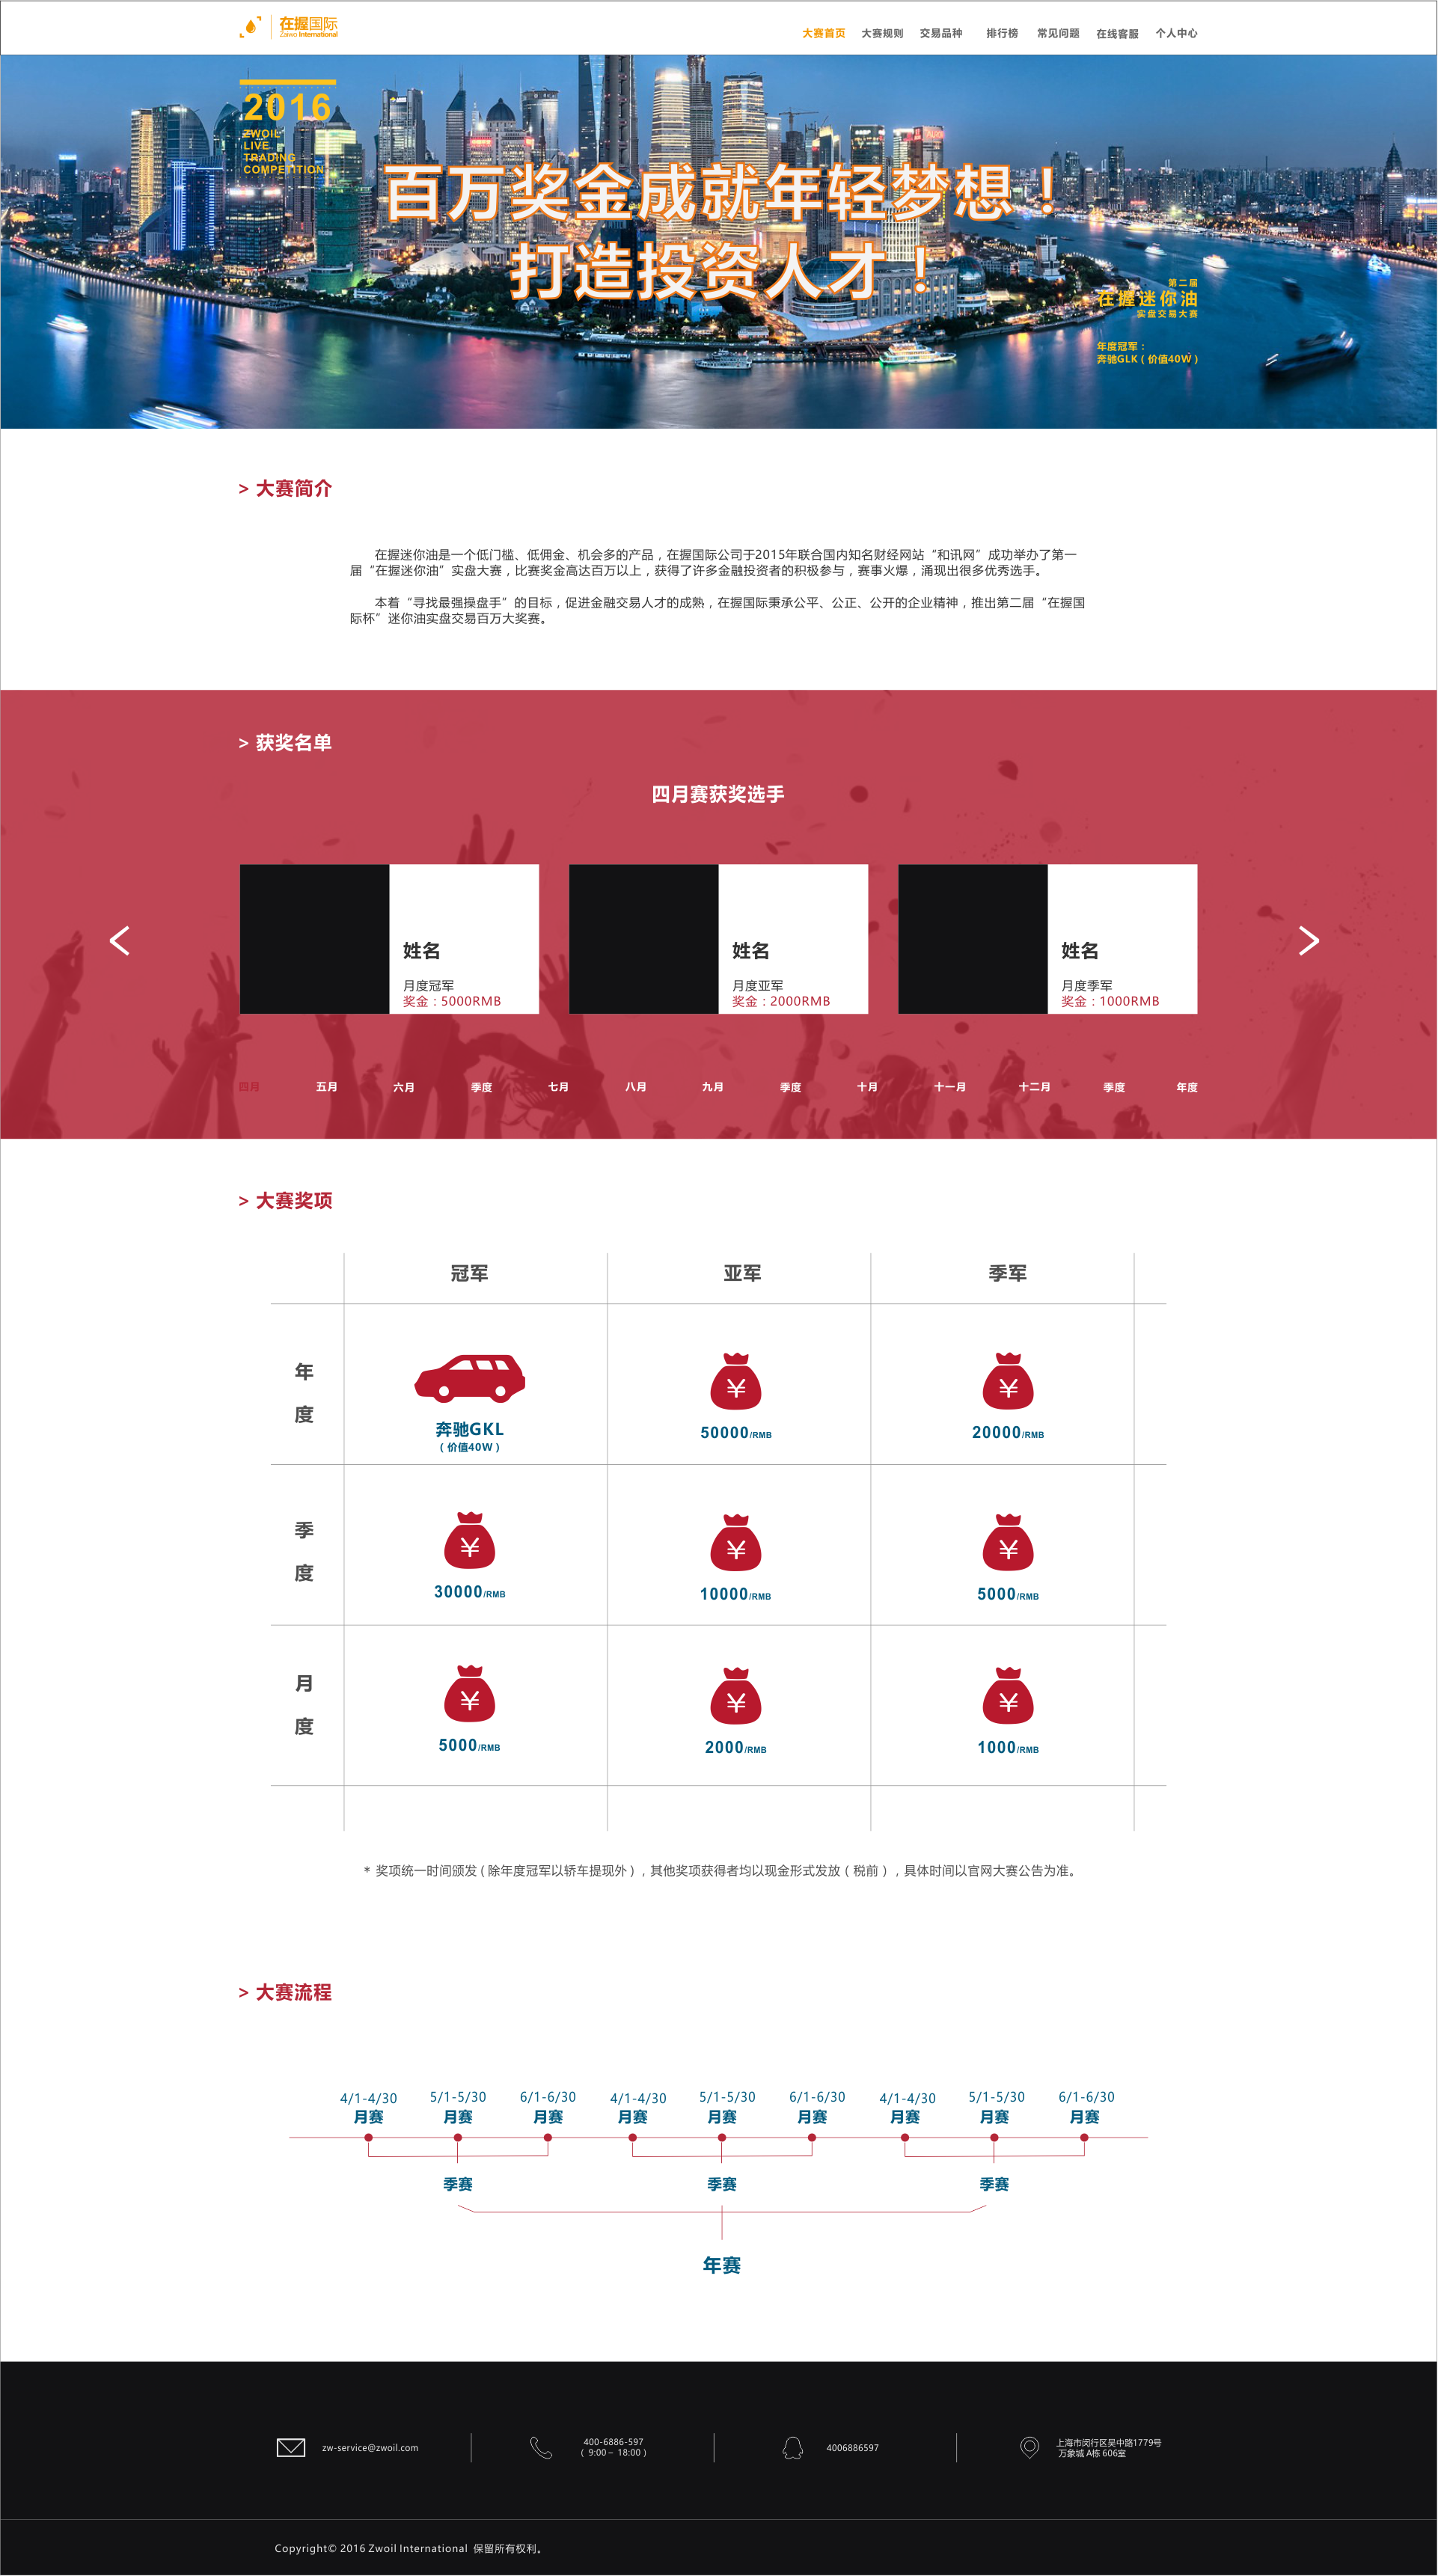 在握国际
Zaiwo International
大赛首页 大赛规则 交易品种 排行榜 常见问题 在线客服 个人中心
2016
ZWOIL
LIVE
TRADING
COMPETITION
百万奖金成就年轻梦想！
打造投资人才！
第二届
在握迷你油
实盘交易大赛
年度冠军：
奔驰GLK（价值40W）
> 大赛简介
在握迷你油是一个低门槛、低佣金、机会多的产品，在握国际公司于2015年联合国内知名财经网站“和讯网”成功举办了第一
届“在握迷你油”实盘大赛，比赛奖金高达百万以上，获得了许多金融投资者的积极参与，赛事火爆，涌现出很多优秀选手。
本着“寻找最强操盘手”的目标，促进金融交易人才的成熟，在握国际秉承公平、公正、公开的企业精神，推出第二届“在握国
际杯”迷你油实盘交易百万大奖赛。
> 获奖名单
四月赛获奖选手
姓名 姓名 姓名
月度冠军 月度亚军 月度季军
奖金：5000RMB 奖金：2000RMB 奖金：1000RMB
四月 五月 六月 季度 七月 八月 九月 季度 十月 十一月 十二月 季度 年度
> 大赛奖项
冠军 亚军 季军
年
度
奔驰GKL
（价值40W）
50000/RMB
20000/RMB
季
度
30000/RMB
10000/RMB
5000/RMB
月
度
5000/RMB
2000/RMB
1000/RMB
* 奖项统一时间颁发（除年度冠军以轿车提现外），其他奖项获得者均以现金形式发放（税前），具体时间以官网大赛公告为准。
> 大赛流程
4/1-4/30 5/1-5/30 6/1-6/30 4/1-4/30 5/1-5/30 6/1-6/30 4/1-4/30 5/1-5/30 6/1-6/30
月赛 月赛 月赛 月赛 月赛 月赛 月赛 月赛 月赛
季赛 季赛 季赛
年赛
zw-service@zwoil.com
400-6886-597
（ 9:00 – 18:00 ）
4006886597
上海市闵行区吴中路1779号
万象城 A栋 606室
Copyright© 2016 Zwoil International 保留所有权利。